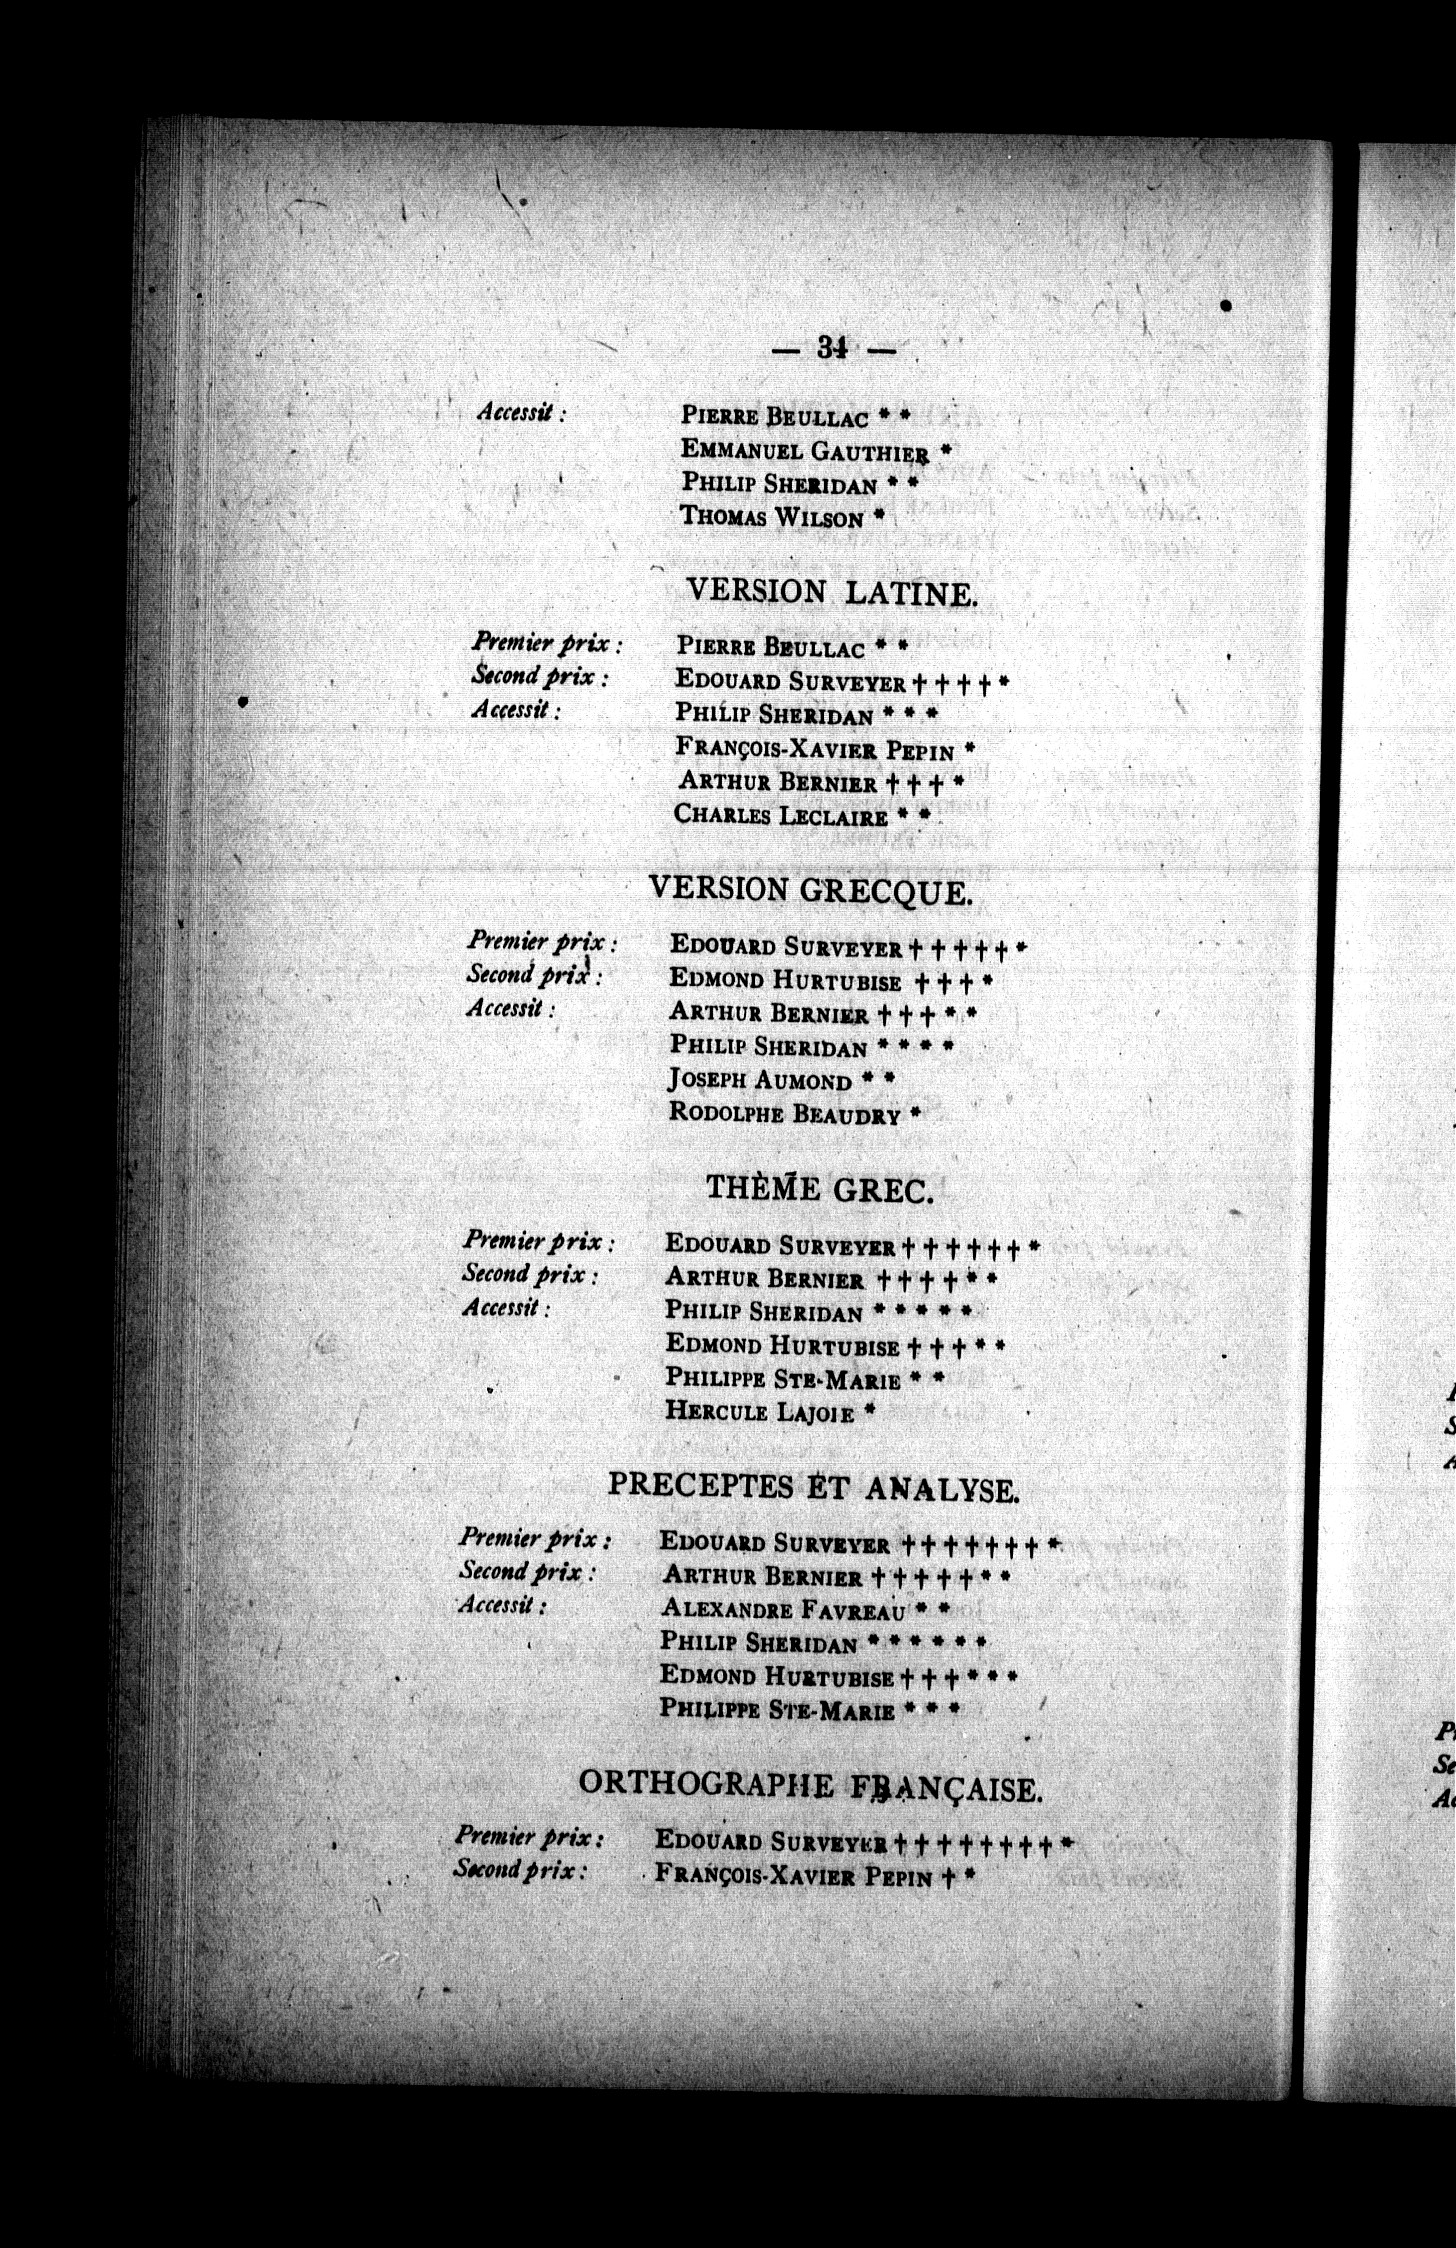 — 34 —
Accessit : PIERRE BEULLAC * *
EMMANUEL GAUTHIER *
PHILIP SHERIDAN * *
THOMAS WILSON *
VERSION LATINE.
Premier prix : PIERRE BEULLAC * *
Second prix : EDOUARD SURVEYER † † † † *
Accessit : PHILIP SHERIDAN * * *
FRANÇOIS-XAVIER PEPIN *
ARTHUR BERNIER † † † *
CHARLES LECLAIRE * *
VERSION GRECQUE.
Premier prix : EDOUARD SURVEYER † † † † † *
Second prix : EDMOND HURTUBISE † † † *
Accessit : ARTHUR BERNIER † † † * *
PHILIP SHERIDAN * * * *
JOSEPH AUMOND * *
RODOLPHE BEAUDRY *
THÈME GREC.
Premier prix : EDOUARD SURVEYER † † † † † † *
Second prix : ARTHUR BERNIER † † † † * *
Accessit : PHILIP SHERIDAN * * * * *
EDMOND HURTUBISE † † † * *
PHILIPPE STE-MARIE * *
HERCULE LAJOIE *
PRECEPTES ET ANALYSE.
Premier prix : EDOUARD SURVEYER † † † † † † † *
Second prix : ARTHUR BERNIER † † † † † * *
Accessit : ALEXANDRE FAVREAU * *
PHILIP SHERIDAN * * * * * *
EDMOND HURTUBISE † † † * * *
PHILIPPE STE-MARIE * * *
ORTHOGRAPHE FRANÇAISE.
Premier prix : EDOUARD SURVEYER † † † † † † † † *
Second prix : FRANÇOIS-XAVIER PEPIN † *